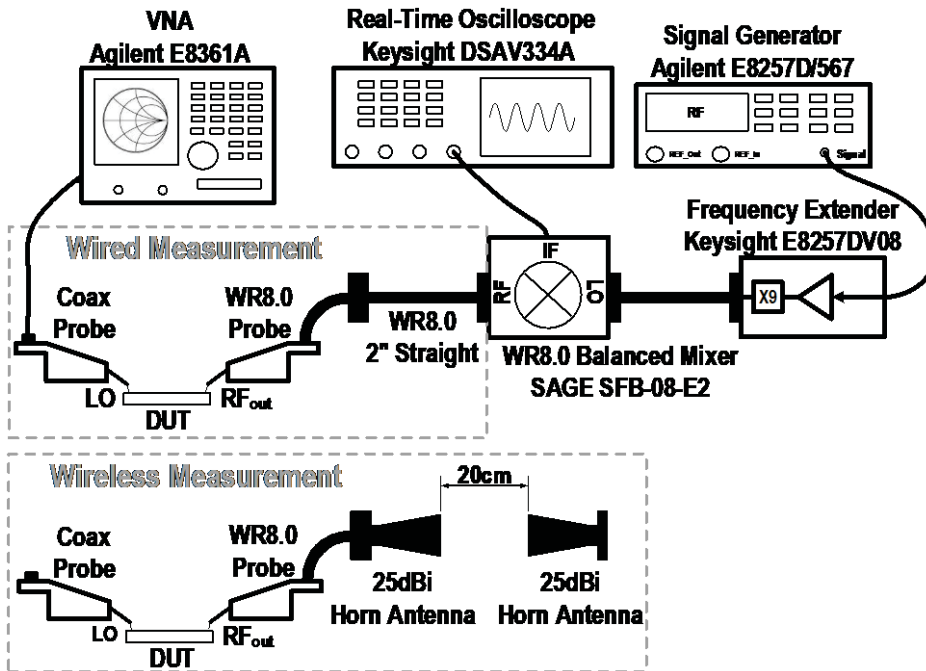 VNA
Agilent E8361A
Real-Time Oscilloscope
Keysight DSAV334A
Signal Generator
Agilent E8257D/567
RF
REF_Out
REF_In
Signal
Frequency Extender
Keysight E8257DV08
X9
Wired Measurement
Coax
Probe
WR8.0
Probe
LO
RFout
DUT
WR8.0
2" Straight
IF
RF
LO
WR8.0 Balanced Mixer
SAGE SFB-08-E2
Wireless Measurement
20cm
Coax
Probe
WR8.0
Probe
LO
RFout
DUT
25dBi
Horn Antenna
25dBi
Horn Antenna